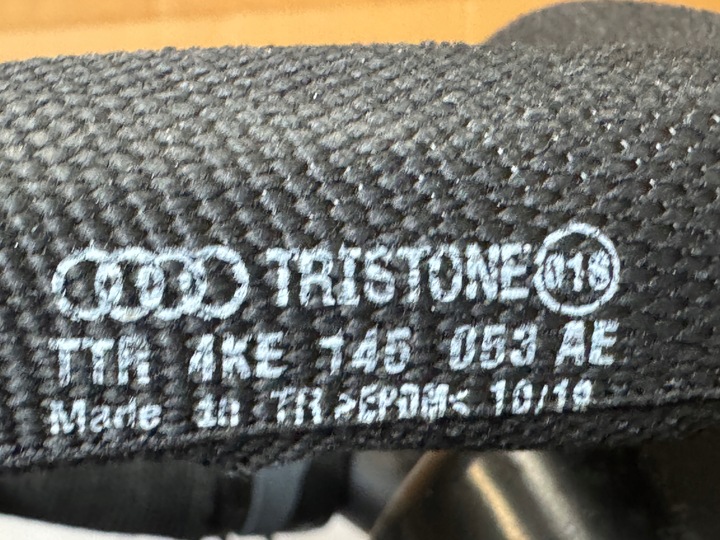 TRISTONE 018
TTR 4KE 145 053 AE
Made in TR >EPDM< 10/19